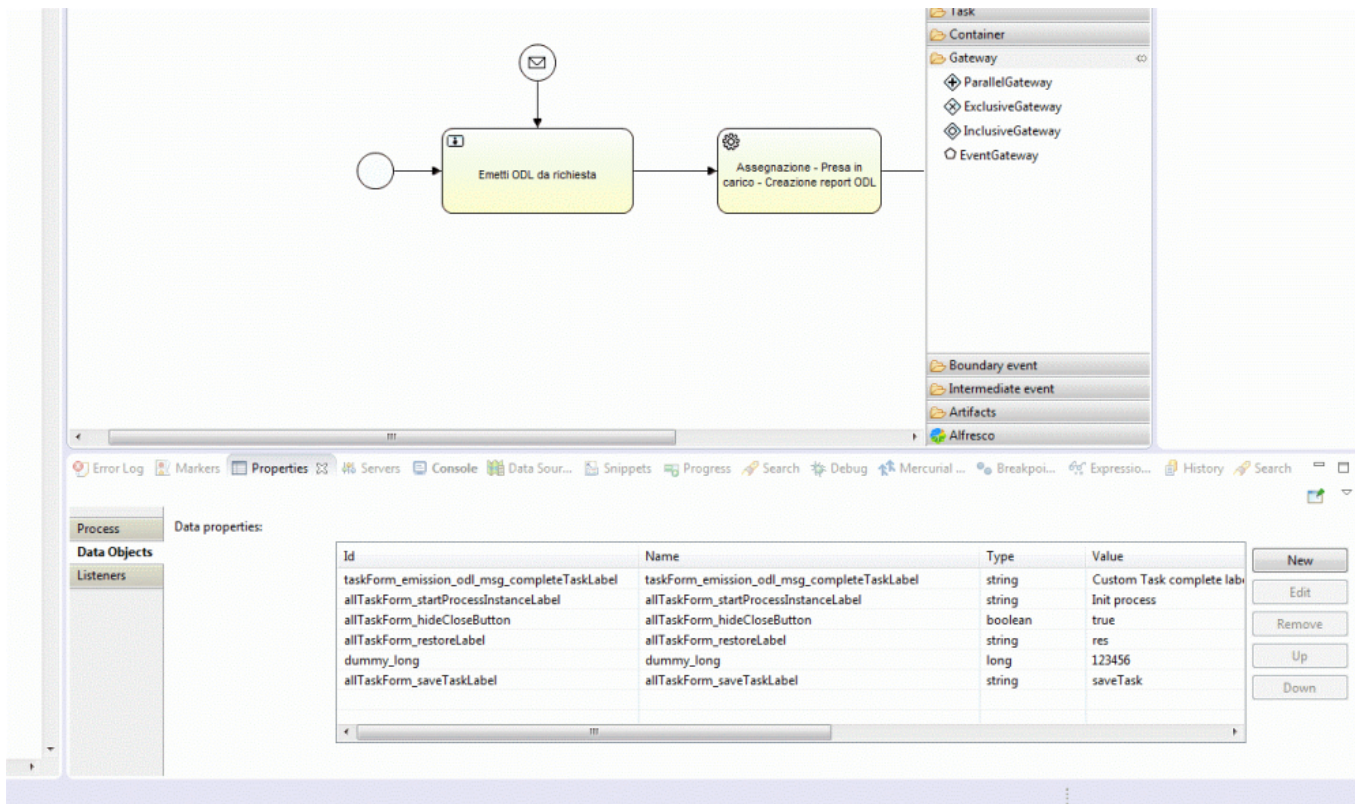 Task
Container
Gateway
ParallelGateway
ExclusiveGateway
InclusiveGateway
EventGateway
Emetti ODL da richiesta
Assegnazione - Presa in
carico - Creazione report ODL
Boundary event
Intermediate event
Artifacts
Alfresco
Error Log Markers Properties Servers Console Data Sour... Snippets Progress Search Debug Mercurial ... Breakpoi... Expressio... History Search
Process
Data Objects
Listeners
Data properties:
Id Name Type Value
taskForm_emission_odl_msg_completeTaskLabel taskForm_emission_odl_msg_completeTaskLabel string Custom Task complete labe
allTaskForm_startProcessInstanceLabel allTaskForm_startProcessInstanceLabel string Init process
allTaskForm_hideCloseButton allTaskForm_hideCloseButton boolean true
allTaskForm_restoreLabel allTaskForm_restoreLabel string res
dummy_long dummy_long long 123456
allTaskForm_saveTaskLabel allTaskForm_saveTaskLabel string saveTask
New
Edit
Remove
Up
Down